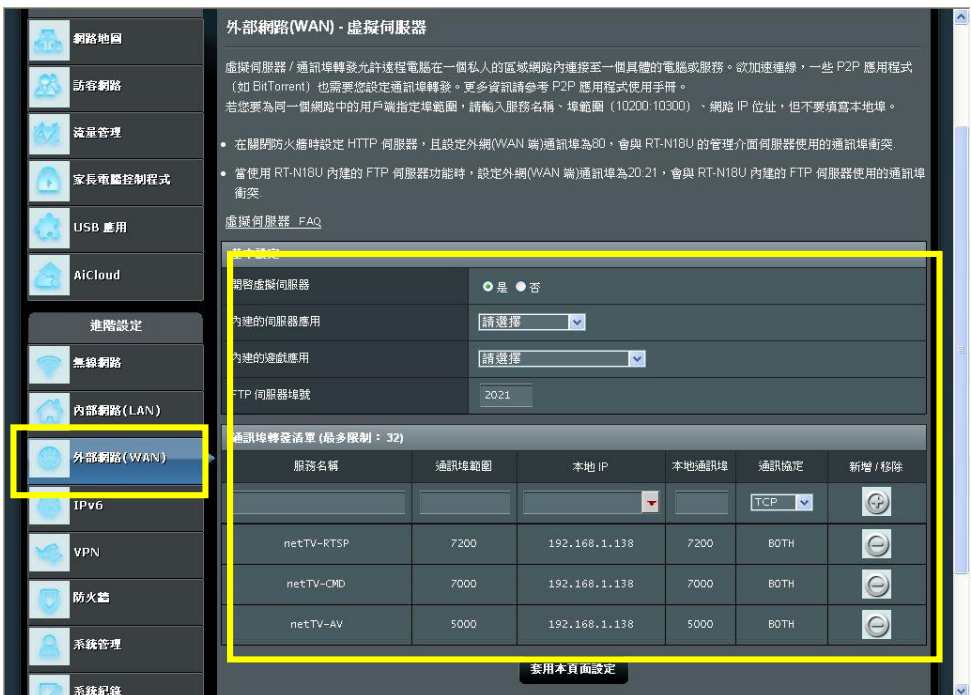 網路地圖
訪客網路
流量管理
家長電腦控制程式
USB 應用
AiCloud
進階設定
無線網路
內部網路(LAN)
外部網路(WAN)
IPv6
VPN
防火牆
系統管理
系統紀錄
外部網路(WAN) - 虛擬伺服器
虛擬伺服器 / 通訊埠轉發允許遠程電腦在一個私人的區域網路內連接至一個具體的電腦或服務。欲加速連線，一些 P2P 應用程式
（如 BitTorrent）也需要您設定通訊埠轉發。更多資訊請參考 P2P 應用程式使用手冊。
若您要為同一個網路中的用戶端指定埠範圍，請輸入服務名稱、埠範圍（10200:10300）、網路 IP 位址，但不要填寫本地埠。
• 在關閉防火牆時設定 HTTP 伺服器，且設定外網(WAN 端)通訊埠為80，會與 RT-N18U 的管理介面伺服器使用的通訊埠衝突.
• 當使用 RT-N18U 內建的 FTP 伺服器功能時，設定外網(WAN 端)通訊埠為20:21，會與 RT-N18U 內建的 FTP 伺服器使用的通訊埠
衝突.
虛擬伺服器 FAQ
基本設定
開啓虛擬伺服器 是 否
內建的伺服器應用 請選擇
內建的遊戲應用 請選擇
FTP 伺服器埠號 2021
通訊埠轉發清單 (最多限制： 32)
服務名稱 通訊埠範圍 本地 IP 本地通訊埠 通訊協定 新增 / 移除
TCP
netTV-RTSP 7200 192.168.1.138 7200 BOTH
netTV-CMD 7000 192.168.1.138 7000 BOTH
netTV-AV 5000 192.168.1.138 5000 BOTH
套用本頁面設定